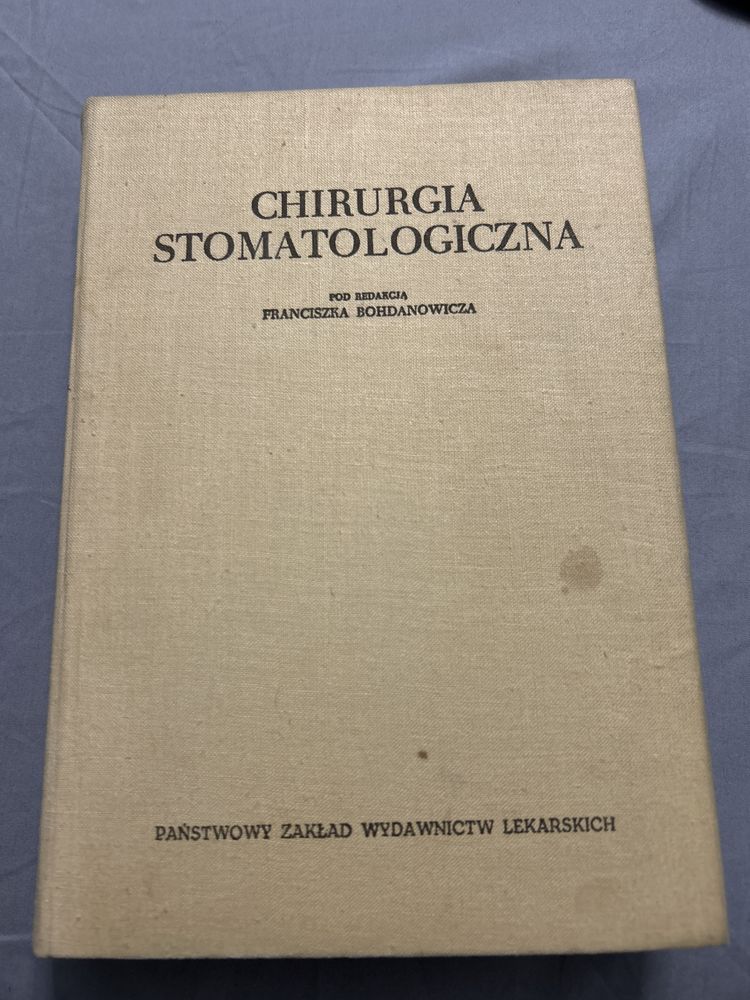 CHIRURGIA
STOMATOLOGICZNA
POD REDAKCJĄ
FRANCISZKA BOHDANOWICZA
PAŃSTWOWY ZAKŁAD WYDAWNICTW LEKARSKICH